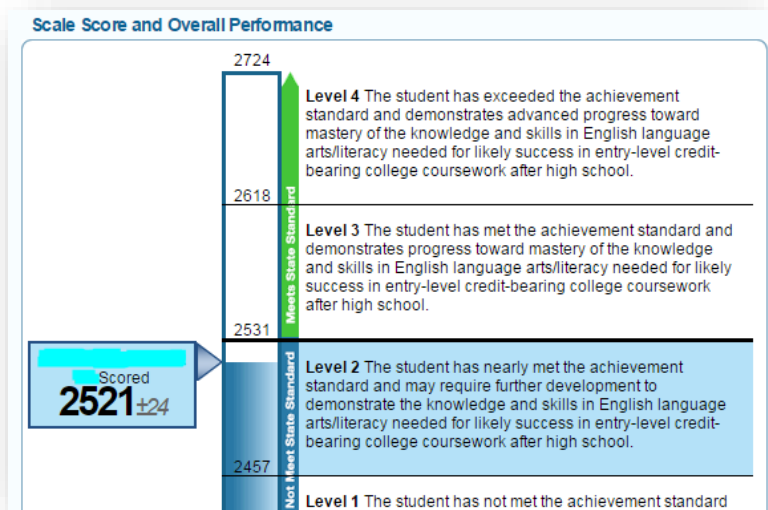 Scale Score and Overall Performance
2724
Level 4 The student has exceeded the achievement
standard and demonstrates advanced progress toward
mastery of the knowledge and skills in English language
arts/literacy needed for likely success in entry-level credit-
bearing college coursework after high school.
2618
Meets State Standard
Level 3 The student has met the achievement standard and
demonstrates progress toward mastery of the knowledge
and skills in English language arts/literacy needed for likely
success in entry-level credit-bearing college coursework
after high school.
2531
Scored
2521 ±24
Not Meet State Standard
Level 2 The student has nearly met the achievement
standard and may require further development to
demonstrate the knowledge and skills in English language
arts/literacy needed for likely success in entry-level credit-
bearing college coursework after high school.
2457
Level 1 The student has not met the achievement standard